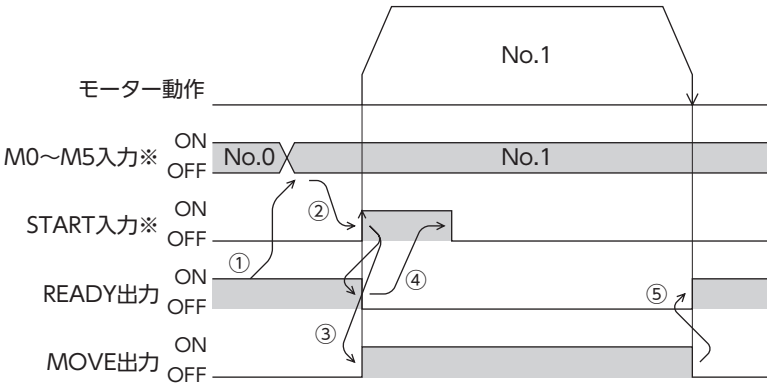 No.1
モーター動作
M0～M5入力※ ON OFF No.0 No.1
START入力※ ON OFF ②
①
READY出力 ON OFF ④ ⑤
③
MOVE出力 ON OFF